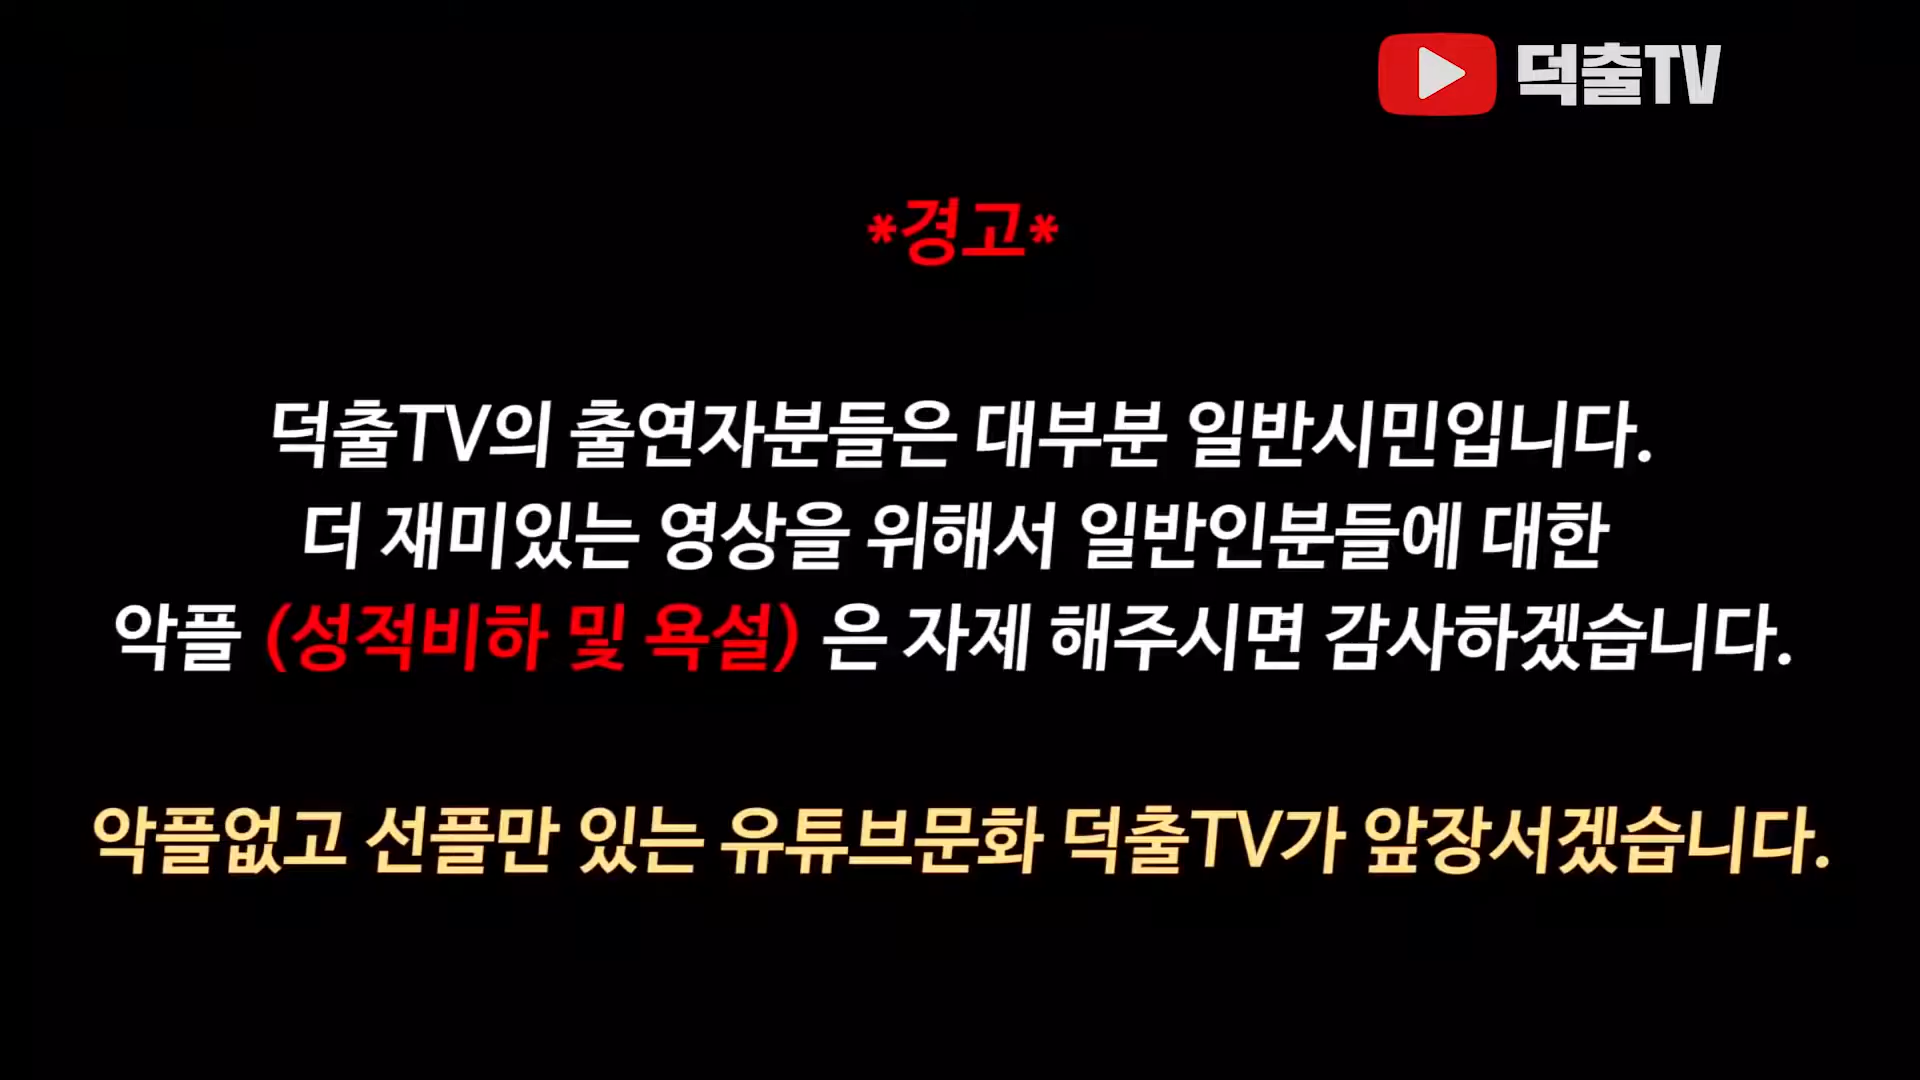 덕출TV
*경고*
덕출TV의 출연자분들은 대부분 일반시민입니다.
더 재미있는 영상을 위해서 일반인분들에 대한
악플 (성적비하 및 욕설) 은 자제 해주시면 감사하겠습니다.
악플없고 선플만 있는 유튜브문화 덕출TV가 앞장서겠습니다.